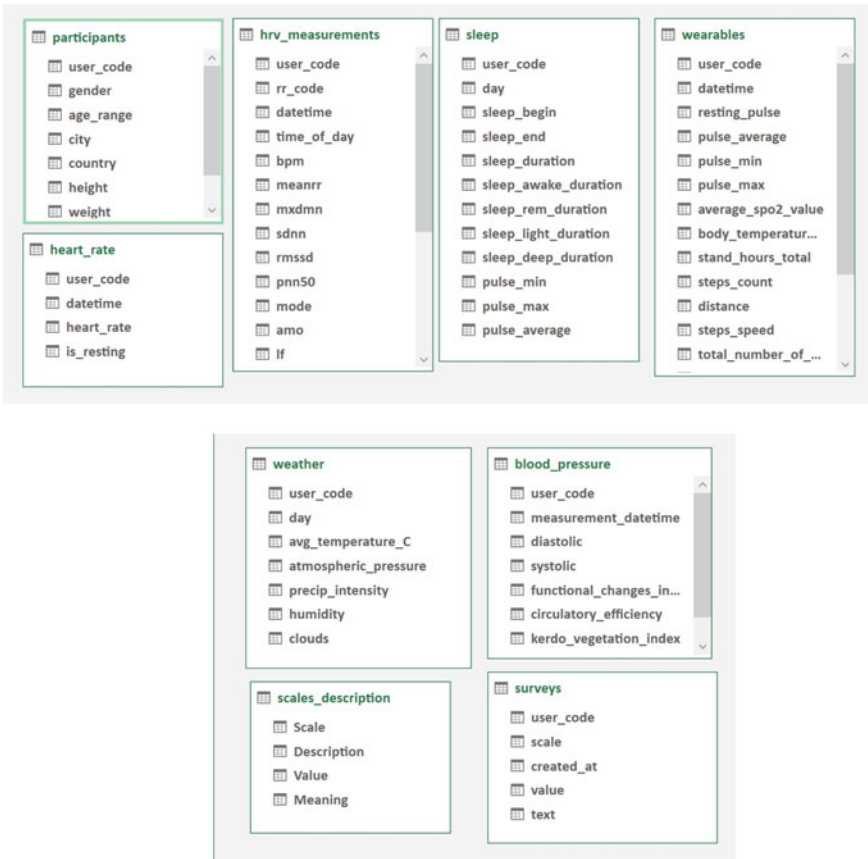 participants
user_code
gender
age_range
city
country
height
weight
heart_rate
user_code
datetime
heart_rate
is_resting
hrv_measurements
user_code
rr_code
datetime
time_of_day
bpm
meanrr
mxdmn
sdnn
rmssd
pnn50
mode
amo
lf
sleep
user_code
day
sleep_begin
sleep_end
sleep_duration
sleep_awake_duration
sleep_rem_duration
sleep_light_duration
sleep_deep_duration
pulse_min
pulse_max
pulse_average
wearables
user_code
datetime
resting_pulse
pulse_average
pulse_min
pulse_max
average_spo2_value
body_temperatur...
stand_hours_total
steps_count
distance
steps_speed
total_number_of_...
weather
user_code
day
avg_temperature_C
atmospheric_pressure
precip_intensity
humidity
clouds
blood_pressure
user_code
measurement_datetime
diastolic
systolic
functional_changes_in...
circulatory_efficiency
kerdo_vegetation_index
scales_description
Scale
Description
Value
Meaning
surveys
user_code
scale
created_at
value
text